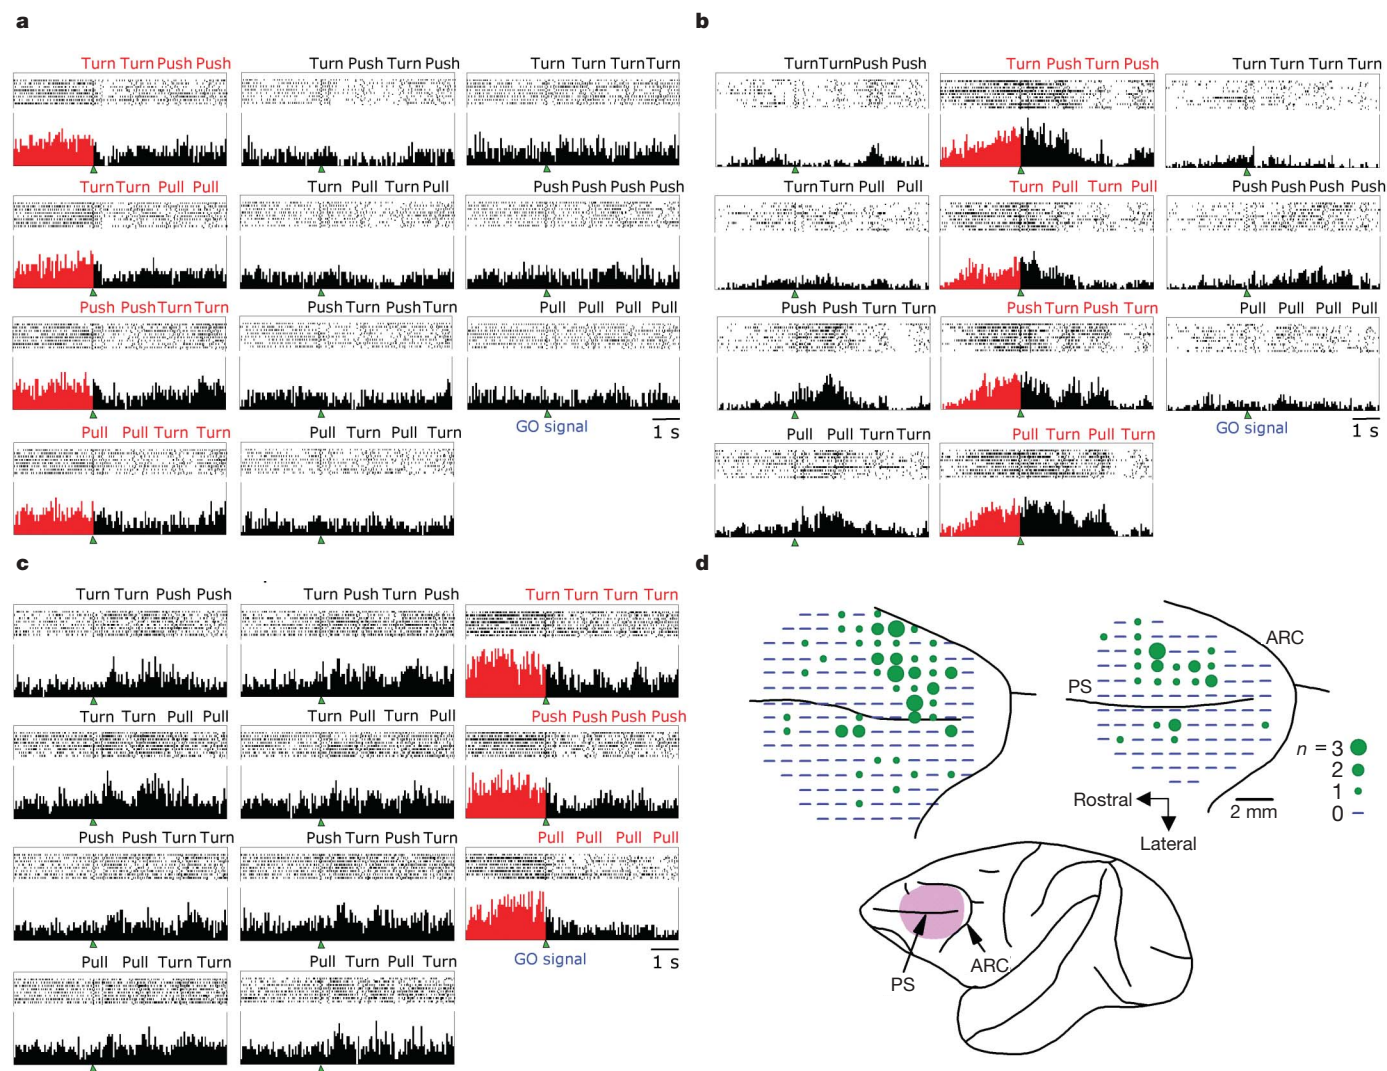 a
Turn Turn Push Push
Turn Push Turn Push
Turn Turn Turn Turn
Turn Turn Pull Pull
Turn Pull Turn Pull
Push Push Push Push
Push Push Turn Turn
Push Turn Push Turn
Pull Pull Pull Pull
GO signal
1 s
Pull Pull Turn Turn
Pull Turn Pull Turn
b
Turn Turn Push Push
Turn Push Turn Push
Turn Turn Turn Turn
Turn Turn Pull Pull
Turn Pull Turn Pull
Push Push Push Push
Push Push Turn Turn
Push Turn Push Turn
Pull Pull Pull Pull
GO signal
1 s
Pull Pull Turn Turn
Pull Turn Pull Turn
c
Turn Turn Push Push
Turn Push Turn Push
Turn Turn Turn Turn
Turn Turn Pull Pull
Turn Pull Turn Pull
Push Push Push Push
Push Push Turn Turn
Push Turn Push Turn
Pull Pull Pull Pull
GO signal
1 s
Pull Pull Turn Turn
Pull Turn Pull Turn
d
ARC
PS
n = 3
2
1
0
Rostral
2 mm
Lateral
ARC
PS